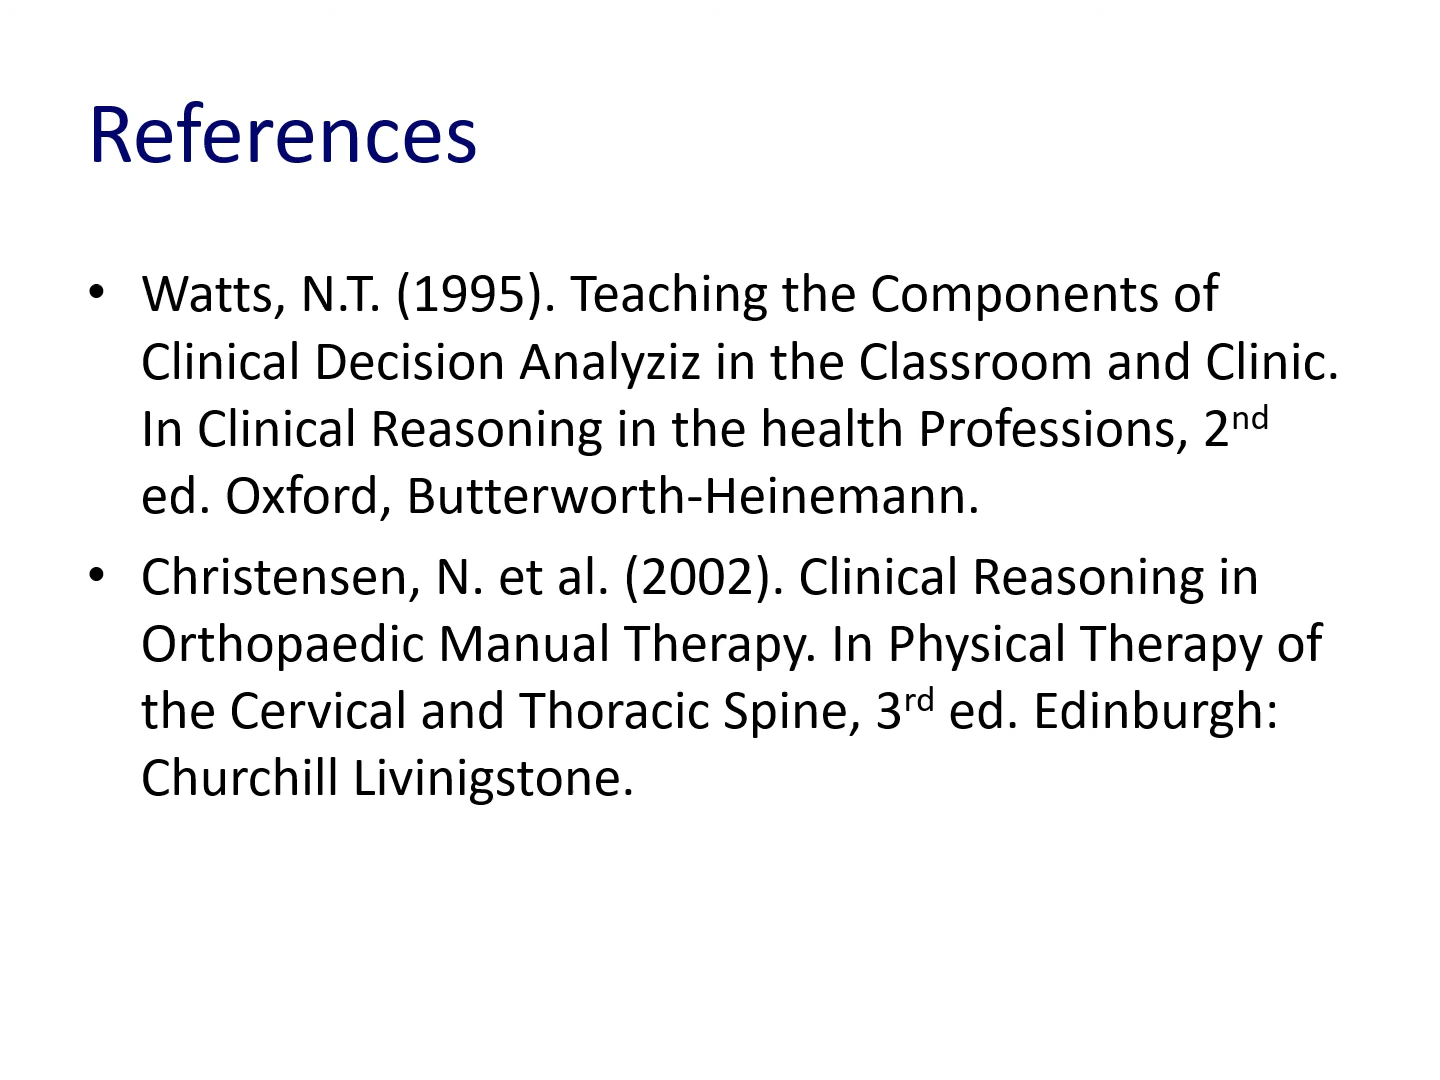 References
• Watts, N.T. (1995). Teaching the Components of
Clinical Decision Analyziz in the Classroom and Clinic.
In Clinical Reasoning in the health Professions, 2nd
ed. Oxford, Butterworth-Heinemann.
• Christensen, N. et al. (2002). Clinical Reasoning in
Orthopaedic Manual Therapy. In Physical Therapy of
the Cervical and Thoracic Spine, 3rd ed. Edinburgh:
Churchill Livinigstone.